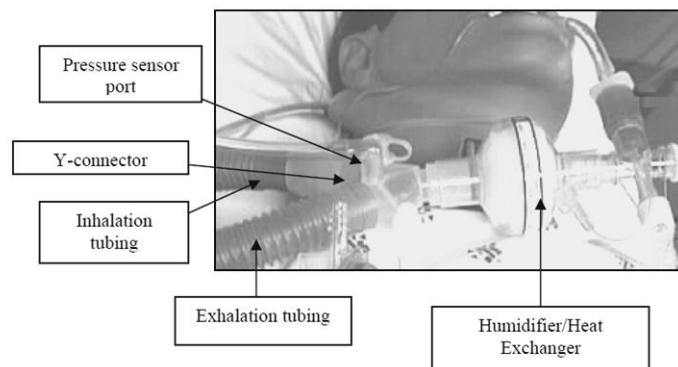 Pressure sensor
port
Y-connector
Inhalation
tubing
Exhalation tubing
Humidifier/Heat
Exchanger